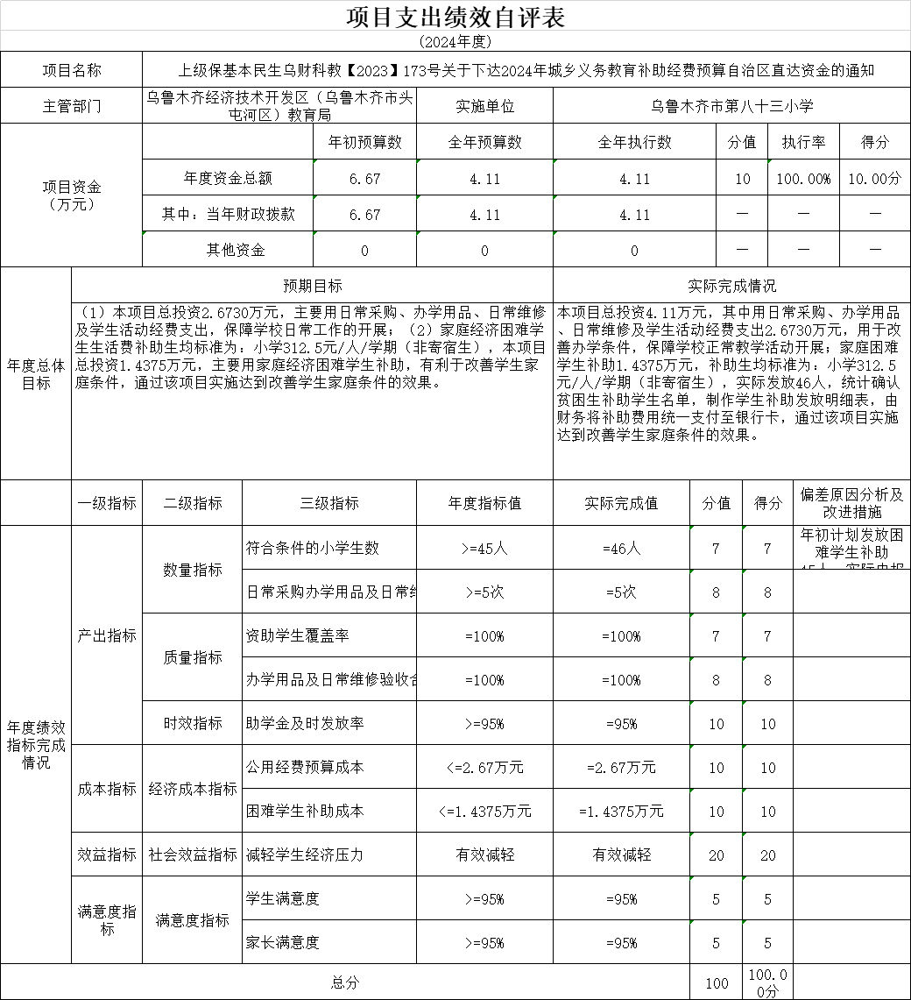 项目支出绩效自评表
(2024年度)
项目名称 上级保基本民生乌财科教【2023】173号关于下达2024年城乡义务教育补助经费预算自治区直达资金的通知
主管部门 乌鲁木齐经济技术开发区（乌鲁木齐市头
屯河区）教育局 实施单位 乌鲁木齐市第八十三小学
项目资金
（万元） 年初预算数 全年预算数 全年执行数 分值 执行率 得分
年度资金总额 6.67 4.11 4.11 10 100.00% 10.00分
其中：当年财政拨款 6.67 4.11 4.11 — — —
其他资金 0 0 0 — — —
年度总体
目标
预期目标 实际完成情况
（1）本项目总投资2.6730万元，主要用日常采购、办学用品、日常维修
及学生活动经费支出，保障学校日常工作的开展；（2）家庭经济困难学
生生活费补助生均标准为：小学312.5元/人/学期（非寄宿生），本项目
总投资1.4375万元，主要用家庭经济困难学生补助，有利于改善学生家
庭条件，通过该项目实施达到改善学生家庭条件的效果。
本项目总投资4.11万元，其中用日常采购、办学用品
、日常维修及学生活动经费支出2.6730万元，用于改
善办学条件，保障学校正常教学活动开展；家庭困难
学生补助1.4375万元，补助生均标准为：小学312.5
元/人/学期（非寄宿生），实际发放46人，统计确认
贫困生补助学生名单，制作学生补助发放明细表，由
财务将补助费用统一支付至银行卡，通过该项目实施
达到改善学生家庭条件的效果。
一级指标 二级指标 三级指标 年度指标值 实际完成值 分值 得分 偏差原因分析及
改进措施
年度绩效
指标完成
情况
产出指标 数量指标 符合条件的小学生数 >=45人 =46人 7 7 年初计划发放困
难学生补助
日常采购办学用品及日常 >=5次 =5次 8 8
质量指标 资助学生覆盖率 =100% =100% 7 7
办学用品及日常维修验收 =100% =100% 8 8
时效指标 助学金及时发放率 >=95% =95% 10 10
成本指标 经济成本指标 公用经费预算成本 <=2.67万元 =2.67万元 10 10
困难学生补助成本 <=1.4375万元 =1.4375万元 10 10
效益指标 社会效益指标 减轻学生经济压力 有效减轻 有效减轻 20 20
满意度指
标 满意度指标 学生满意度 >=95% =95% 5 5
家长满意度 >=95% =95% 5 5
总分 100 100.0
0分